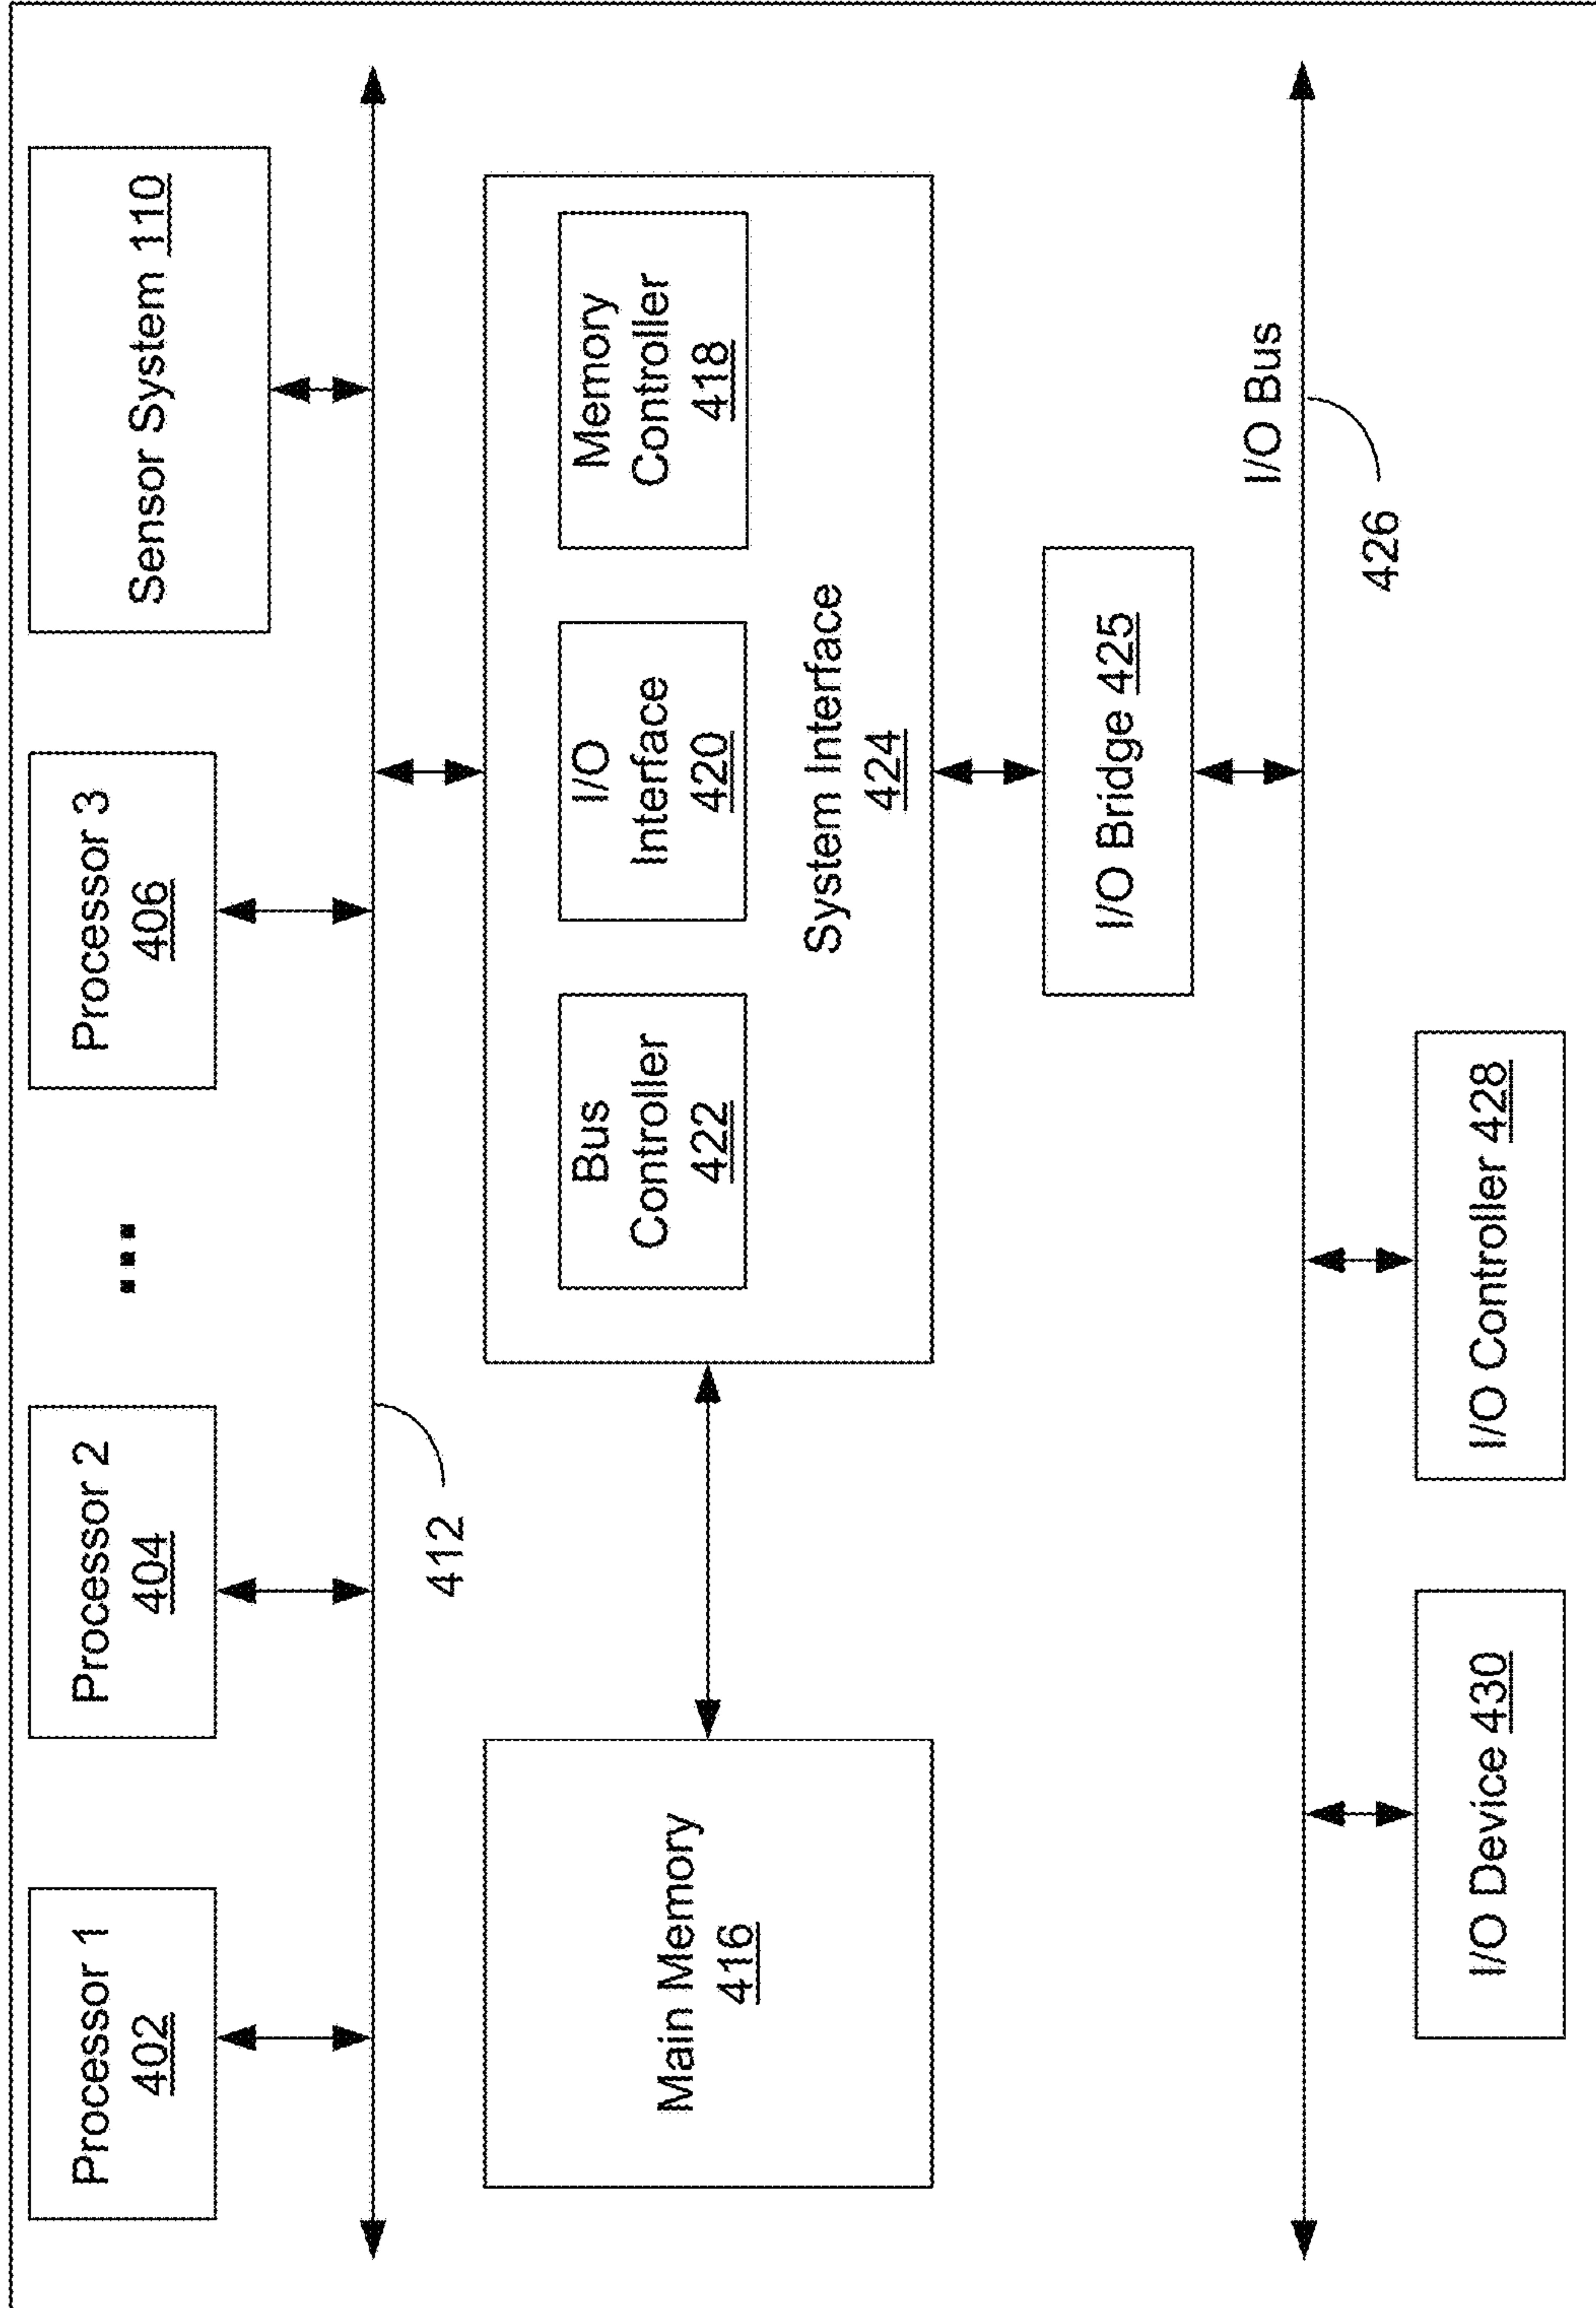 Processor 1
402
Processor 2
404
...
Processor 3
406
Sensor System 110
412
Main Memory
416
Bus
Controller
422
I/O
Interface
420
Memory
Controller
418
System Interface
424
I/O Bridge 425
I/O Bus
426
I/O Device 430
I/O Controller 428